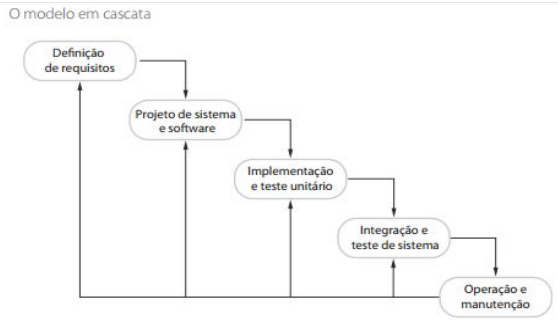 O modelo em cascata
Definição
de requisitos
Projeto de sistema
e software
Implementação
e teste unitário
Integração e
teste de sistema
Operação e
manutenção